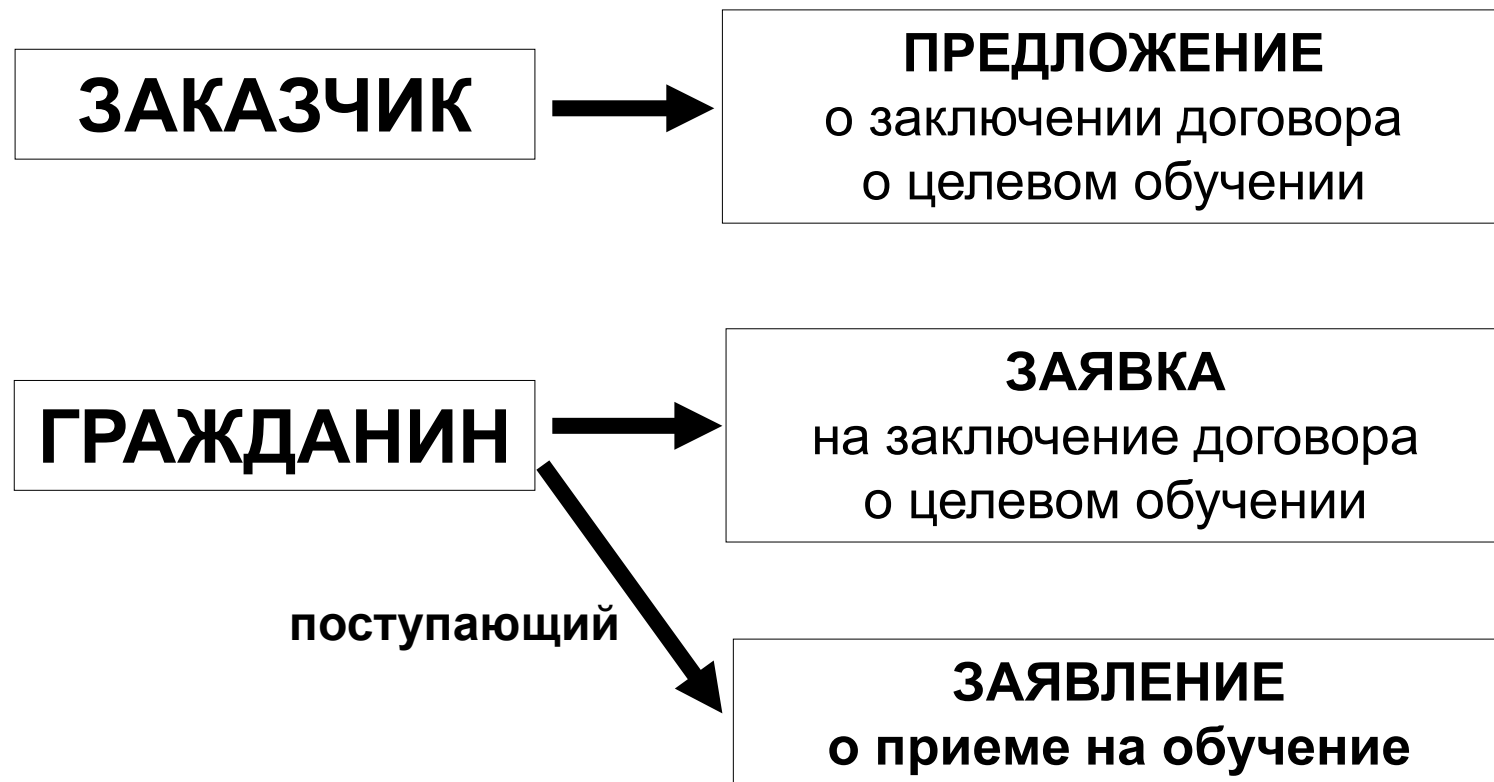 ЗАКАЗЧИК
ПРЕДЛОЖЕНИЕ
о заключении договора
о целевом обучении
ГРАЖДАНИН
ЗАЯВКА
на заключение договора
о целевом обучении
поступающий
ЗАЯВЛЕНИЕ
о приеме на обучение